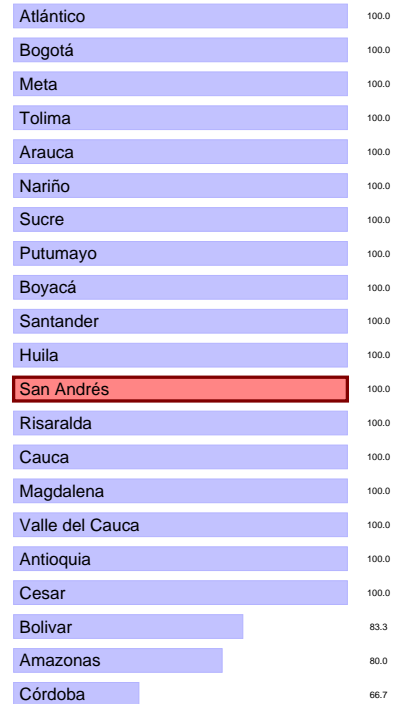 Atlántico 100.0
Bogotá 100.0
Meta 100.0
Tolima 100.0
Arauca 100.0
Nariño 100.0
Sucre 100.0
Putumayo 100.0
Boyacá 100.0
Santander 100.0
Huila 100.0
San Andrés 100.0
Risaralda 100.0
Cauca 100.0
Magdalena 100.0
Valle del Cauca 100.0
Antioquia 100.0
Cesar 100.0
Bolivar 83.3
Amazonas 80.0
Córdoba 66.7